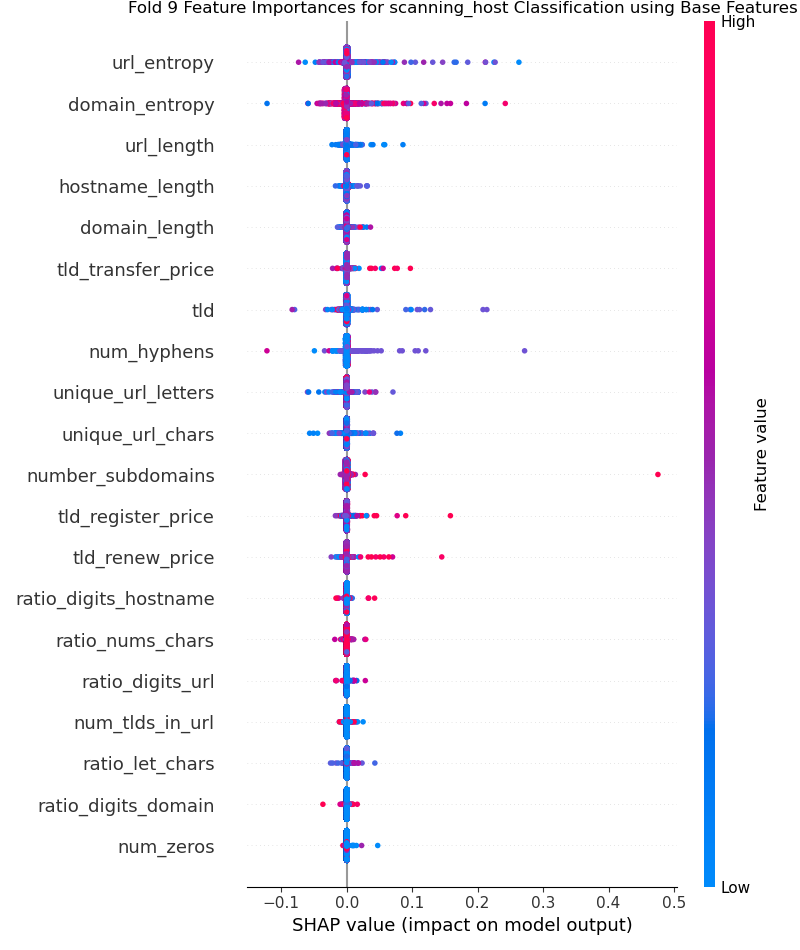 Fold 9 Feature Importances for scanning_host Classification using Base Features
High
url_entropy
domain_entropy
url_length
hostname_length
domain_length
tld_transfer_price
tld
num_hyphens
unique_url_letters
unique_url_chars
number_subdomains
tld_register_price
tld_renew_price
ratio_digits_hostname
ratio_nums_chars
ratio_digits_url
num_tlds_in_url
ratio_let_chars
ratio_digits_domain
num_zeros
Feature value
Low
−0.1 0.0 0.1 0.2 0.3 0.4 0.5
SHAP value (impact on model output)